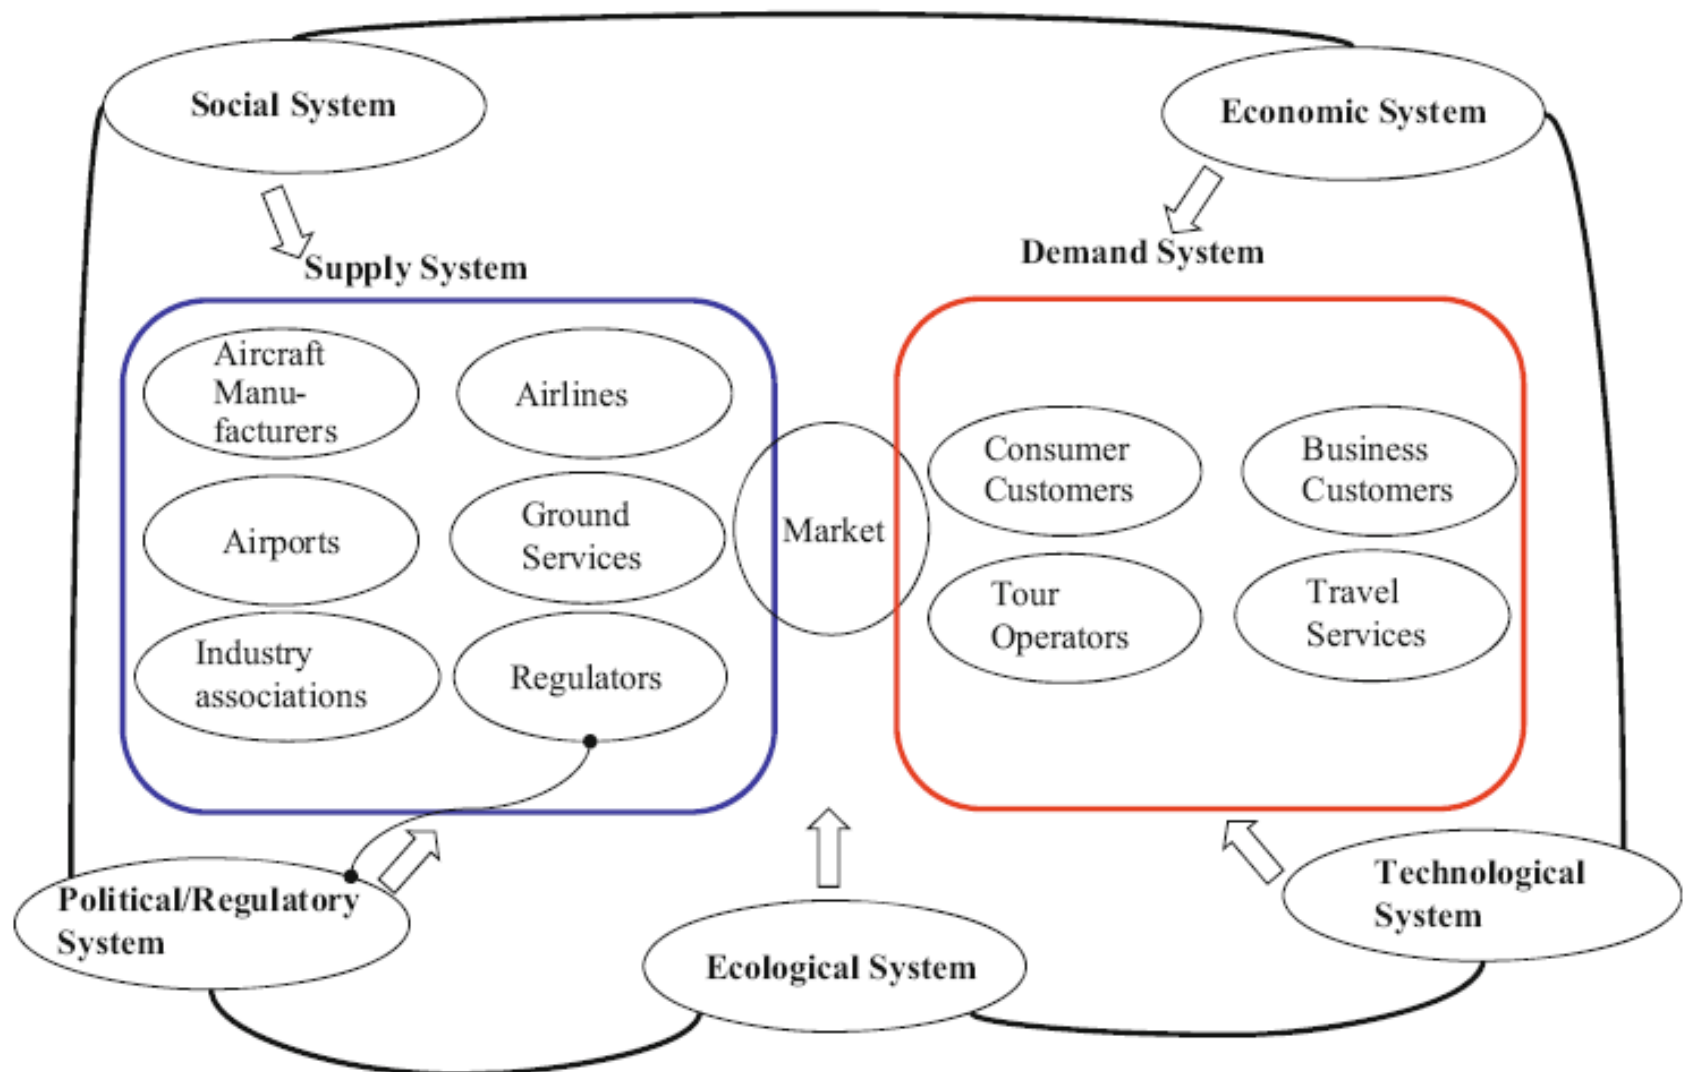 Social System
Economic System
Supply System
Demand System
Aircraft
Manu-
facturers
Airlines
Airports
Ground
Services
Industry
associations
Regulators
Market
Consumer
Customers
Business
Customers
Tour
Operators
Travel
Services
Political/Regulatory
System
Ecological System
Technological
System